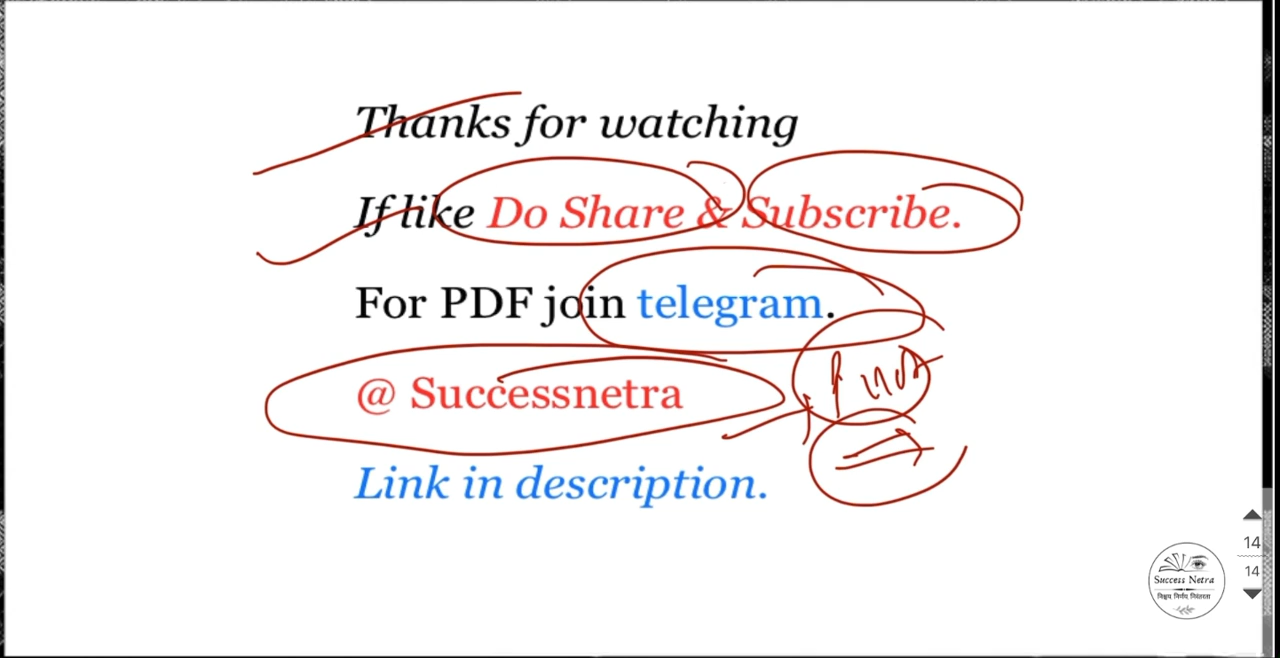 Thanks for watching
If like Do Share & Subscribe.
For PDF join telegram.
@ Successnetra
Link in description.
14
14
Success Netra